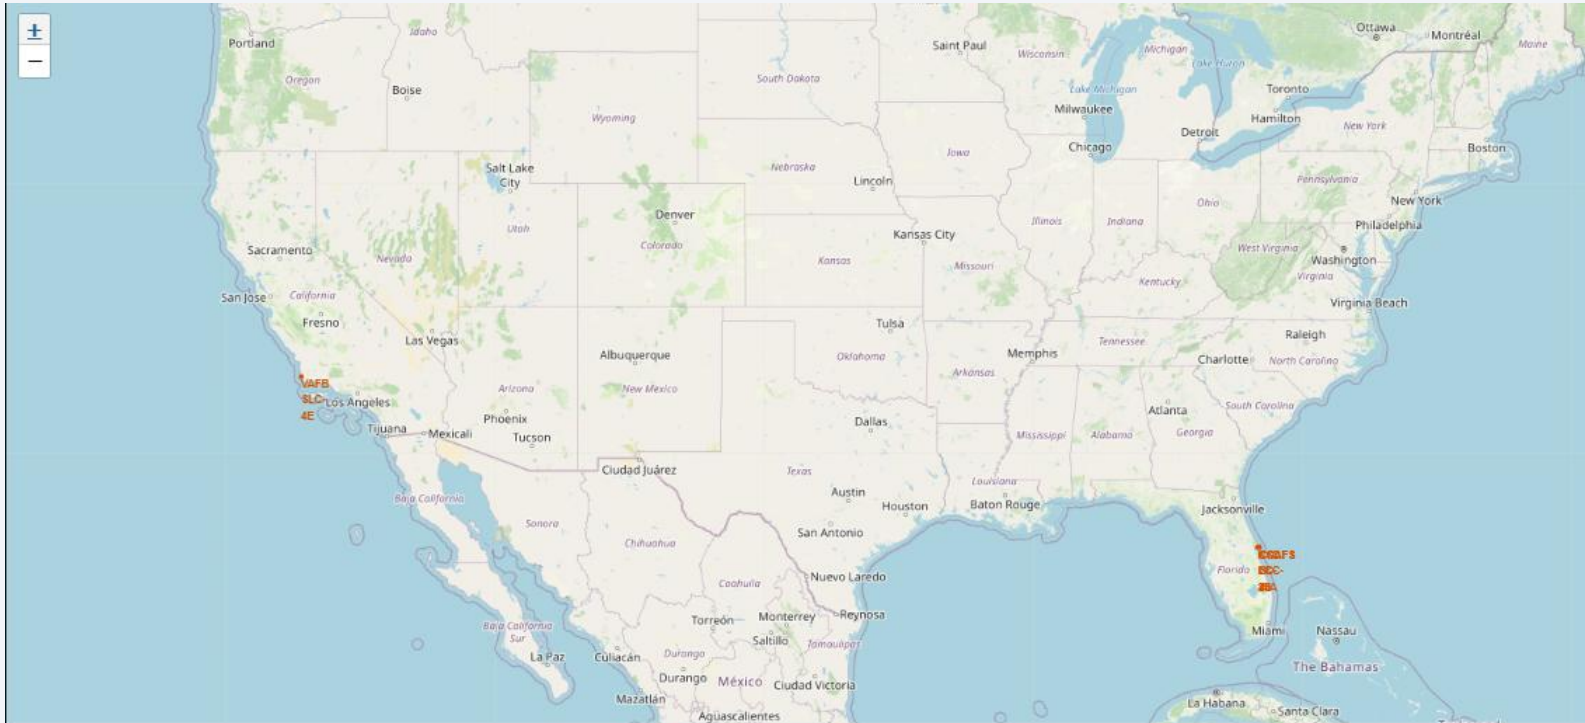 +
−
Portland
Idaho
Oregon
Boise
Wyoming
South Dakota
Saint Paul
Wisconsin
Michigan
Lake Huron
Lake Michigan
Ottawa
Montréal
Maine
Toronto
Hamilton
Milwaukee
Detroit
New York
Chicago
Boston
Iowa
Nebraska
Lincoln
Salt Lake
City
Pennsylvania
New York
Denver
Utah
Colorado
Ohio
Illinois
Indiana
Philadelphia
Kansas City
West Virginia
Washington
Sacramento
Nevada
Kansas
Missouri
Virginia
Kentucky
San Jose
California
Virginia Beach
Fresno
Las Vegas
Tulsa
Raleigh
Tennessee
Albuquerque
Oklahoma
Memphis
Charlotte
North Carolina
Arkansas
VAFB
SLC-
4E
Los Angeles
Arizona
New Mexico
Phoenix
Tijuana
Mexicali
Tucson
Dallas
Atlanta
South Carolina
Mississippi
Alabama
Georgia
Ciudad Juárez
Texas
Louisiana
Baja California
Austin
Houston
Baton Rouge
Jacksonville
Sonora
San Antonio
Chihuahua
Florida
Coahuila
Nuevo Laredo
Reynosa
Baja California
Sur
Torreón
Monterrey
Saltillo
Tamaulipas
Miami
Nassau
La Paz
Culiacán
Durango
Durango
México
Ciudad Victoria
The Bahamas
Mazatlán
Aguascalientes
La Habana
Santa Clara